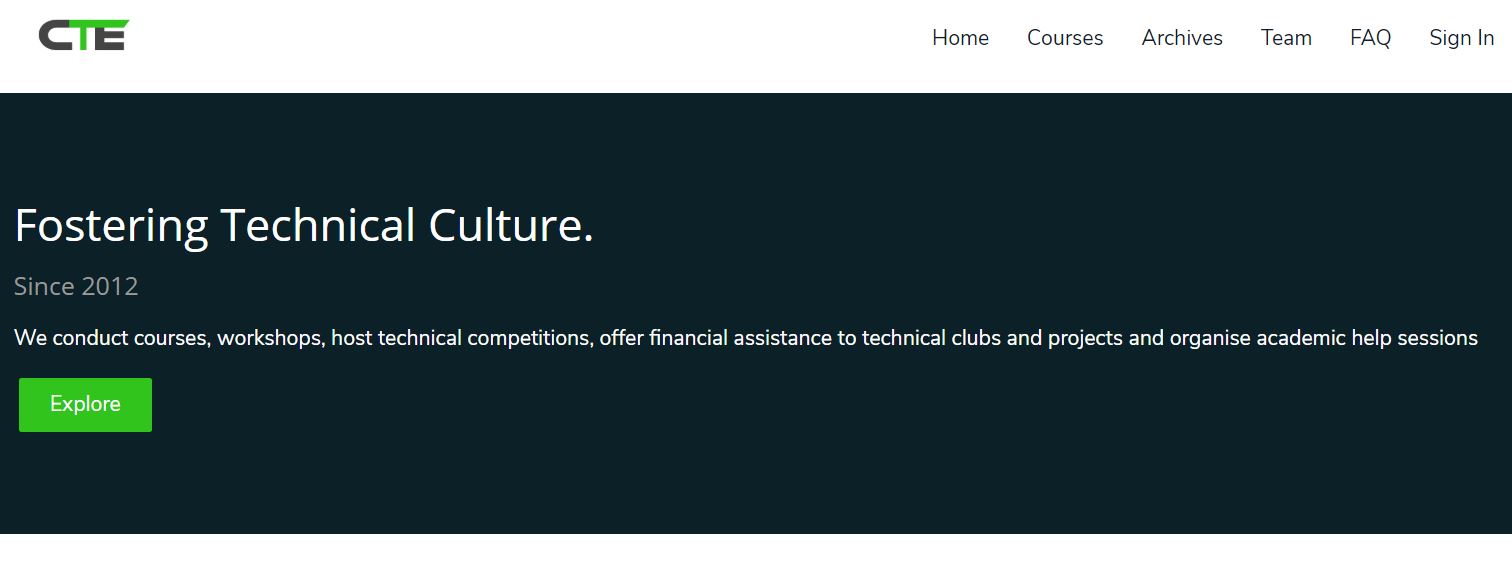 CTE
Home Courses Archives Team FAQ Sign In
Fostering Technical Culture.
Since 2012
We conduct courses, workshops, host technical competitions, offer financial assistance to technical clubs and projects and organise academic help sessions
Explore